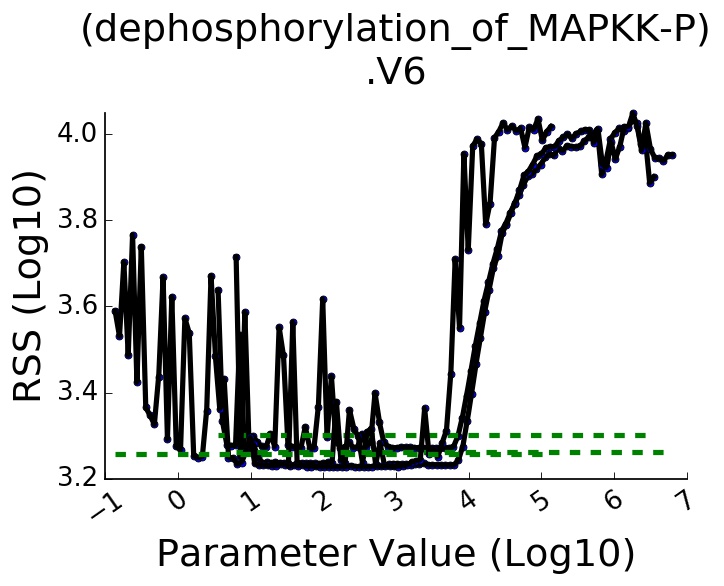 (dephosphorylation_of_MAPKK-P)
.V6
4.0
3.8
3.6
3.4
3.2
RSS (Log10)
−1 0 1 2 3 4 5 6 7
Parameter Value (Log10)